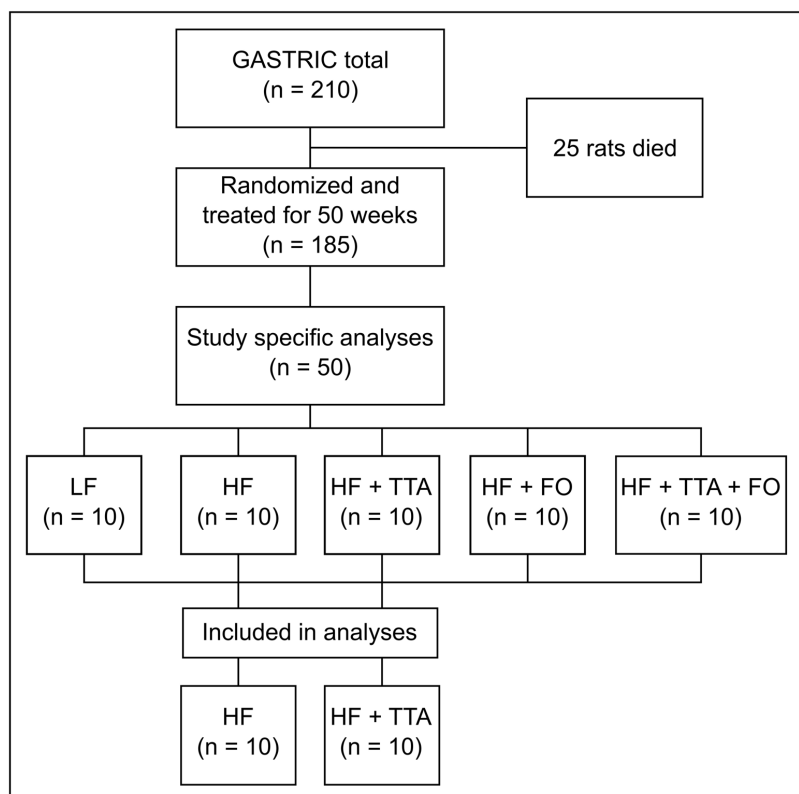 GASTRIC total
(n = 210)
25 rats died
Randomized and
treated for 50 weeks
(n = 185)
Study specific analyses
(n = 50)
LF
(n = 10)
HF
(n = 10)
HF + TTA
(n = 10)
HF + FO
(n = 10)
HF + TTA + FO
(n = 10)
Included in analyses
HF
(n = 10)
HF + TTA
(n = 10)